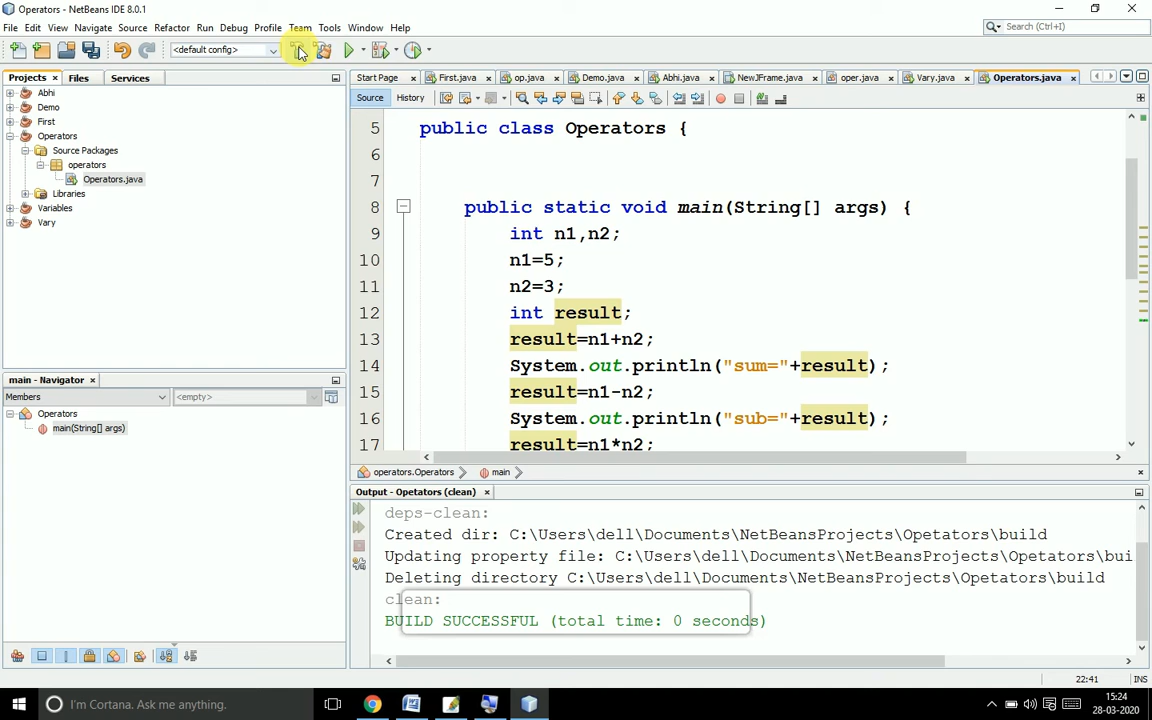 Operators - NetBeans IDE 8.0.1
File Edit View Navigate Source Refactor Run Debug Profile Team Tools Window Help
Search (Ctrl+I)
<default config>
Projects Files Services
Start Page First.java op.java Demo.java Abhi.java NewJFrame.java oper.java Vary.java Operators.java
Source History
Abhi
Demo
First
Operators
Source Packages
operators
Operators.java
Libraries
Variables
Vary
5 public class Operators {
6
7
8 public static void main(String[] args) {
9 int n1,n2;
10 n1=5;
11 n2=3;
12 int result;
13 result=n1+n2;
14 System.out.println("sum="+result);
15 result=n1-n2;
16 System.out.println("sub="+result);
17 result=n1*n2;
operators.Operators main
main - Navigator
Members <empty>
Operators
main(String[] args)
Output - Opetators (clean)
deps-clean:
Created dir: C:\Users\dell\Documents\NetBeansProjects\Opetators\build
Updating property file: C:\Users\dell\Documents\NetBeansProjects\Opetators\bui
Deleting directory C:\Users\dell\Documents\NetBeansProjects\Opetators\build
clean:
BUILD SUCCESSFUL (total time: 0 seconds)
22:41 INS
I'm Cortana. Ask me anything.
15:24
28-03-2020